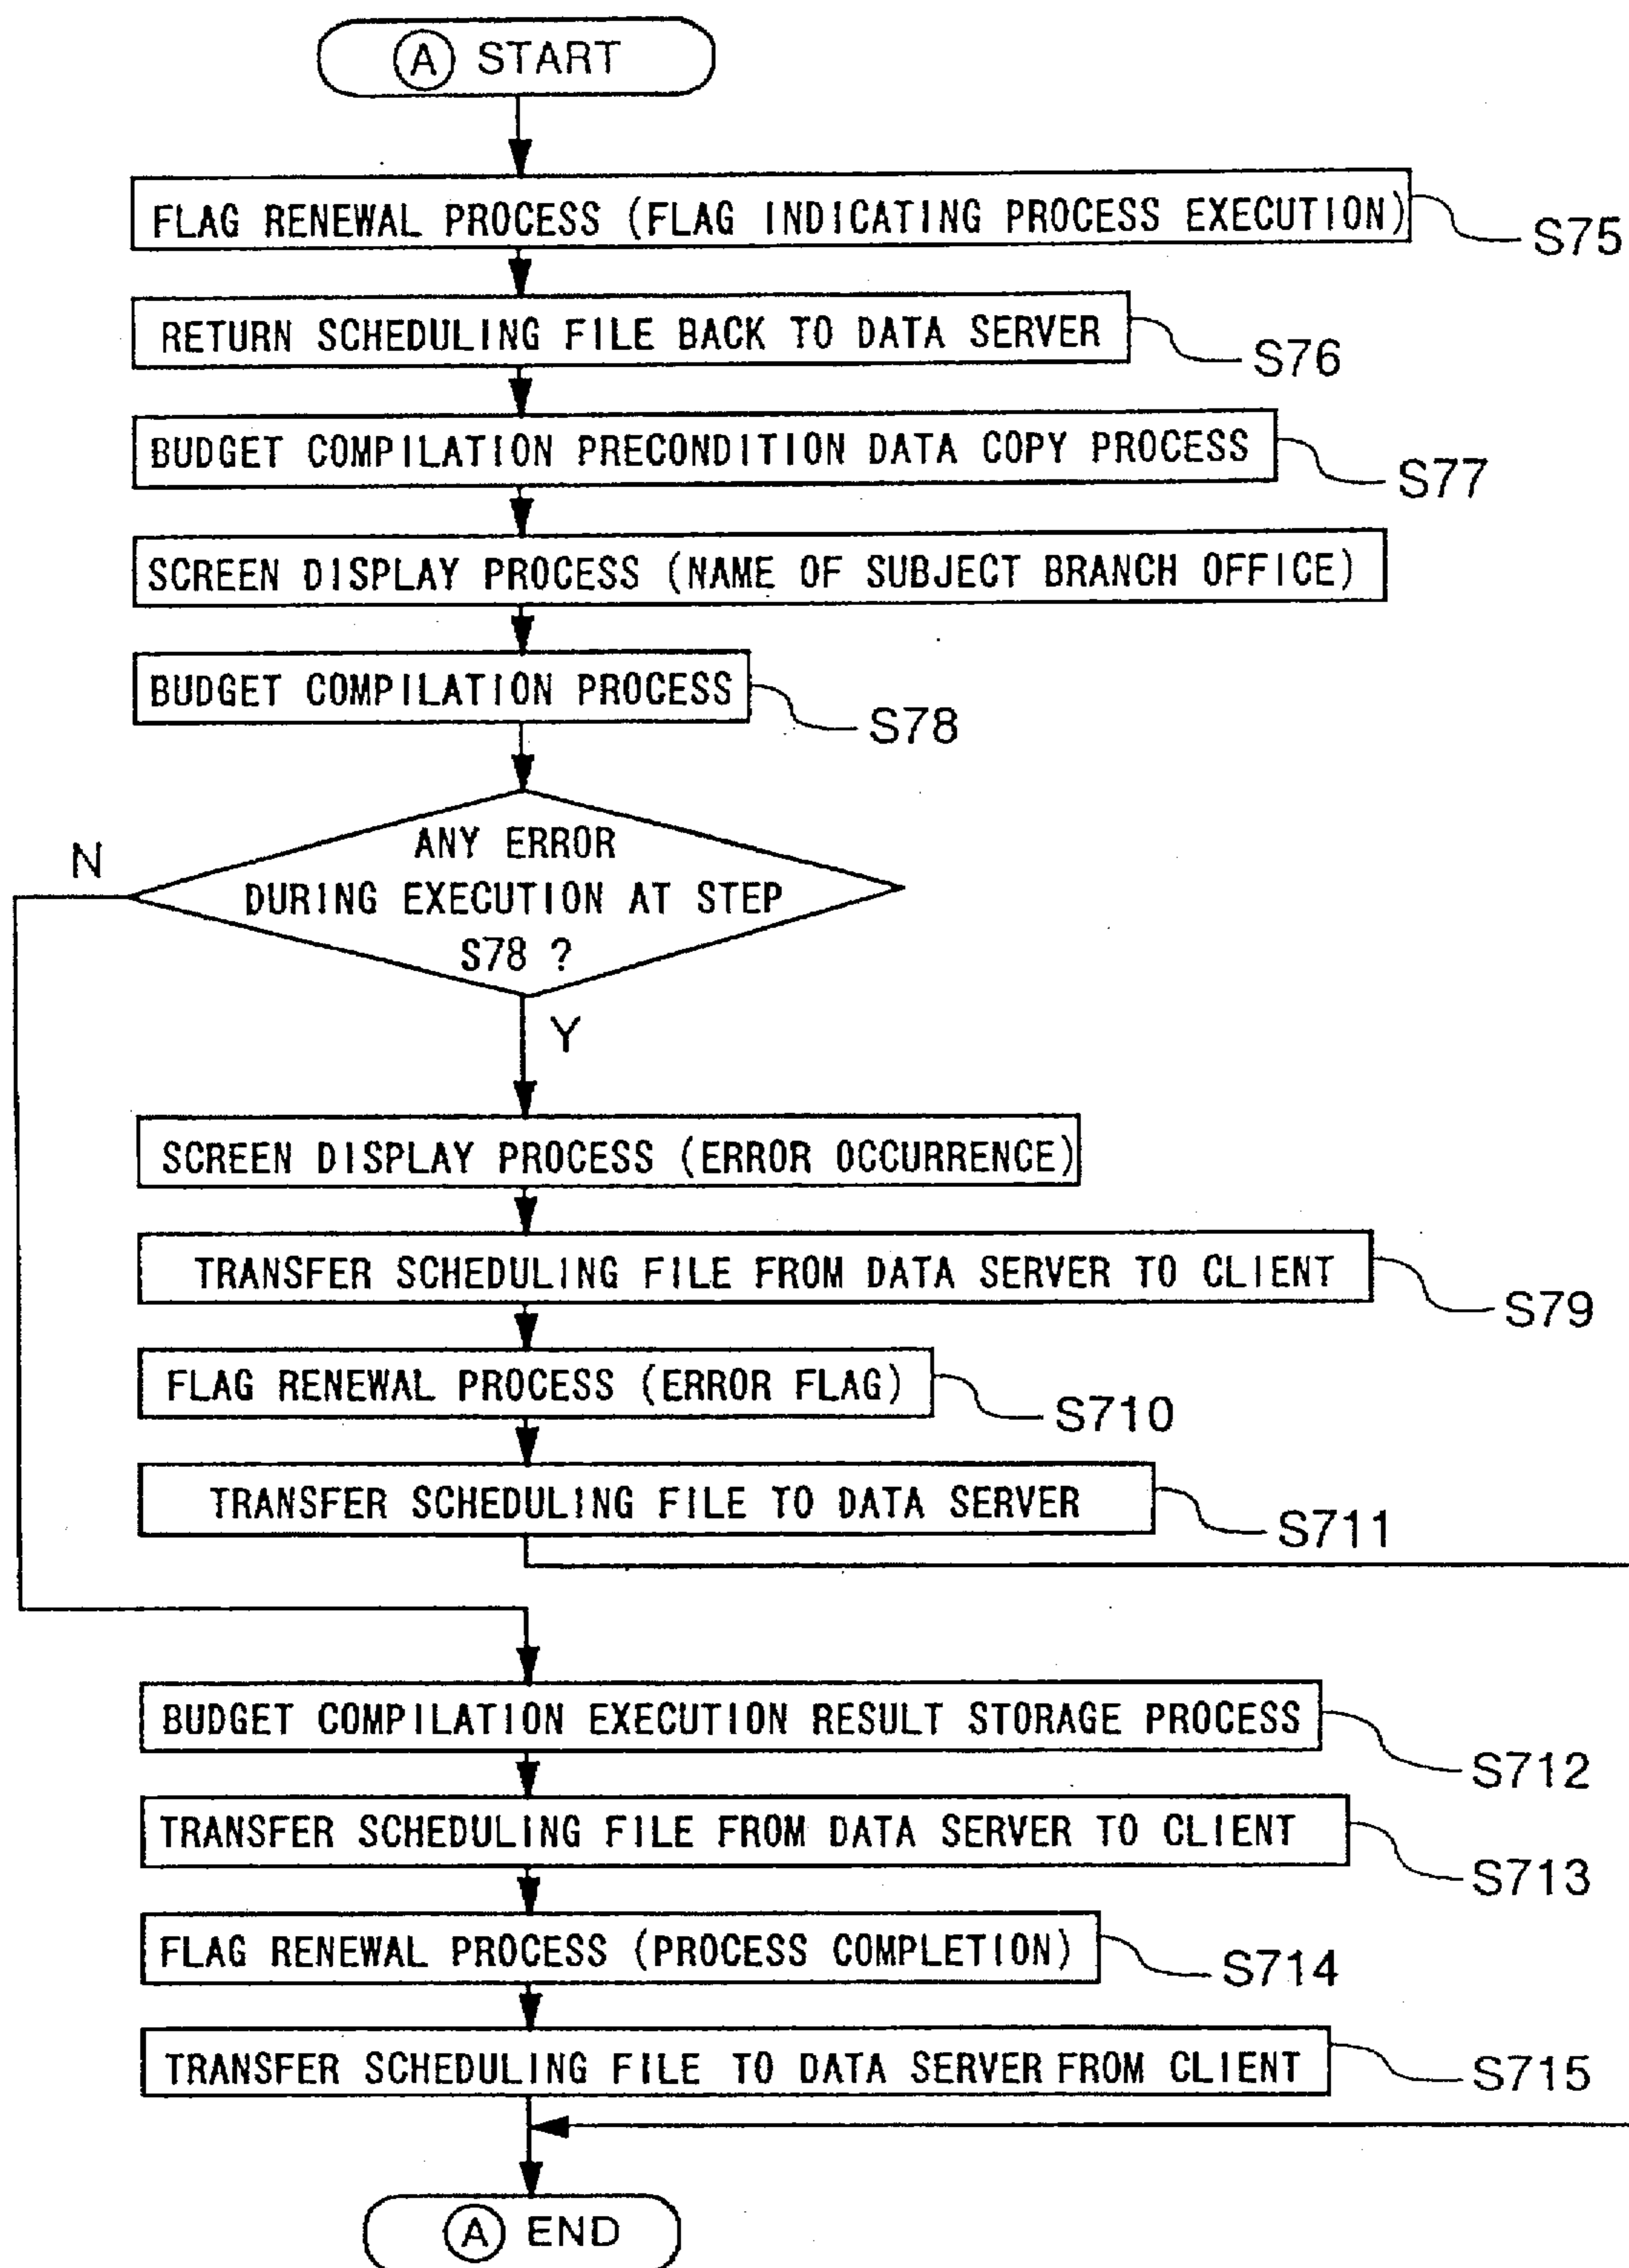 A START
FLAG RENEWAL PROCESS (FLAG INDICATING PROCESS EXECUTION)
S75
RETURN SCHEDULING FILE BACK TO DATA SERVER
S76
BUDGET COMPILATION PRECONDITION DATA COPY PROCESS
S77
SCREEN DISPLAY PROCESS (NAME OF SUBJECT BRANCH OFFICE)
BUDGET COMPILATION PROCESS
S78
N
ANY ERROR
DURING EXECUTION AT STEP
S78 ?
Y
SCREEN DISPLAY PROCESS (ERROR OCCURRENCE)
TRANSFER SCHEDULING FILE FROM DATA SERVER TO CLIENT
S79
FLAG RENEWAL PROCESS (ERROR FLAG)
S710
TRANSFER SCHEDULING FILE TO DATA SERVER
S711
BUDGET COMPILATION EXECUTION RESULT STORAGE PROCESS
S712
TRANSFER SCHEDULING FILE FROM DATA SERVER TO CLIENT
S713
FLAG RENEWAL PROCESS (PROCESS COMPLETION)
S714
TRANSFER SCHEDULING FILE TO DATA SERVER FROM CLIENT
S715
A END